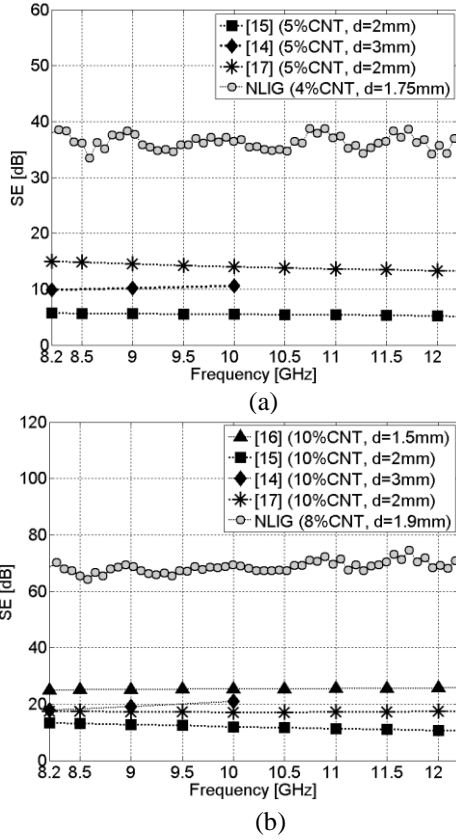 60
50
40
30
20
10
0
SE [dB]
[15] (5%CNT, d=2mm)
[14] (5%CNT, d=3mm)
[17] (5%CNT, d=2mm)
NLIG (4%CNT, d=1.75mm)
8.2 8.5 9 9.5 10 10.5 11 11.5 12
Frequency [GHz]
(a)
120
100
80
60
40
20
0
SE [dB]
[16] (10%CNT, d=1.5mm)
[15] (10%CNT, d=2mm)
[14] (10%CNT, d=3mm)
[17] (10%CNT, d=2mm)
NLIG (8%CNT, d=1.9mm)
8.2 8.5 9 9.5 10 10.5 11 11.5 12
Frequency [GHz]
(b)